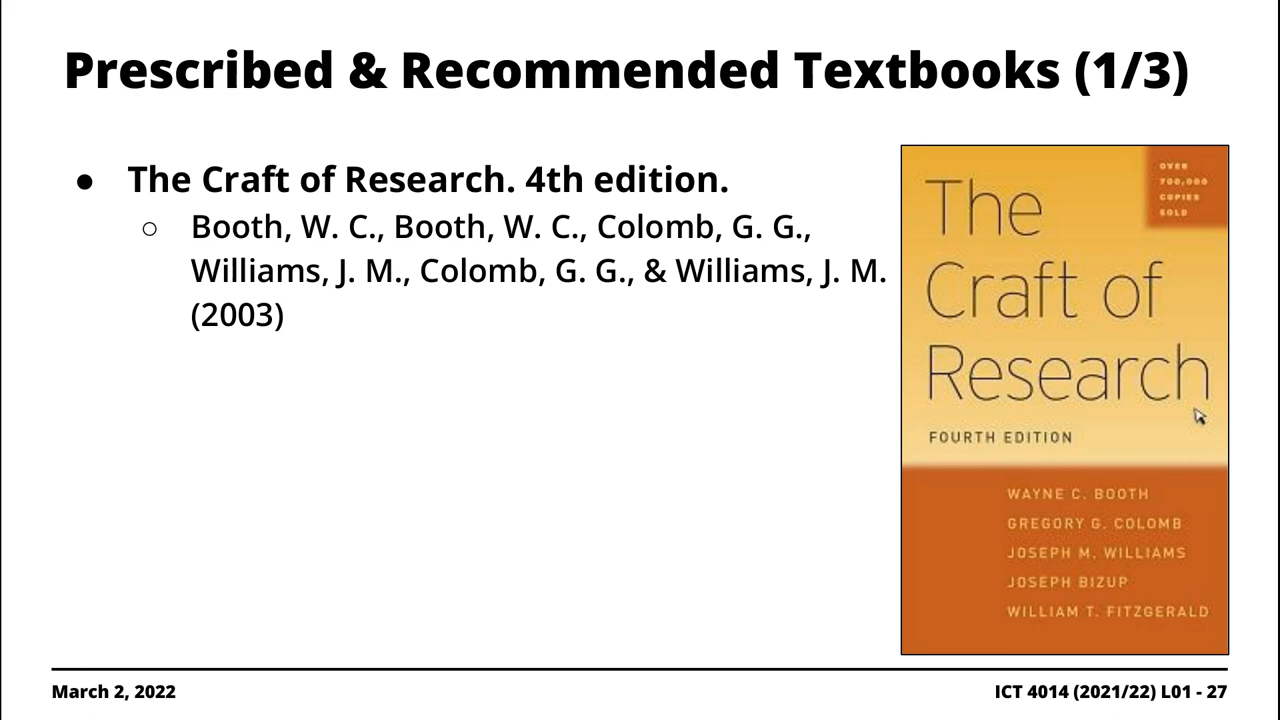 Prescribed & Recommended Textbooks (1/3)
● The Craft of Research. 4th edition.
○ Booth, W. C., Booth, W. C., Colomb, G. G.,
Williams, J. M., Colomb, G. G., & Williams, J. M.
(2003)
OVER
700,000
COPIES
SOLD
The
Craft of
Research
FOURTH EDITION
WAYNE C. BOOTH
GREGORY G. COLOMB
JOSEPH M. WILLIAMS
JOSEPH BIZUP
WILLIAM T. FITZGERALD
March 2, 2022
ICT 4014 (2021/22) L01 - 27